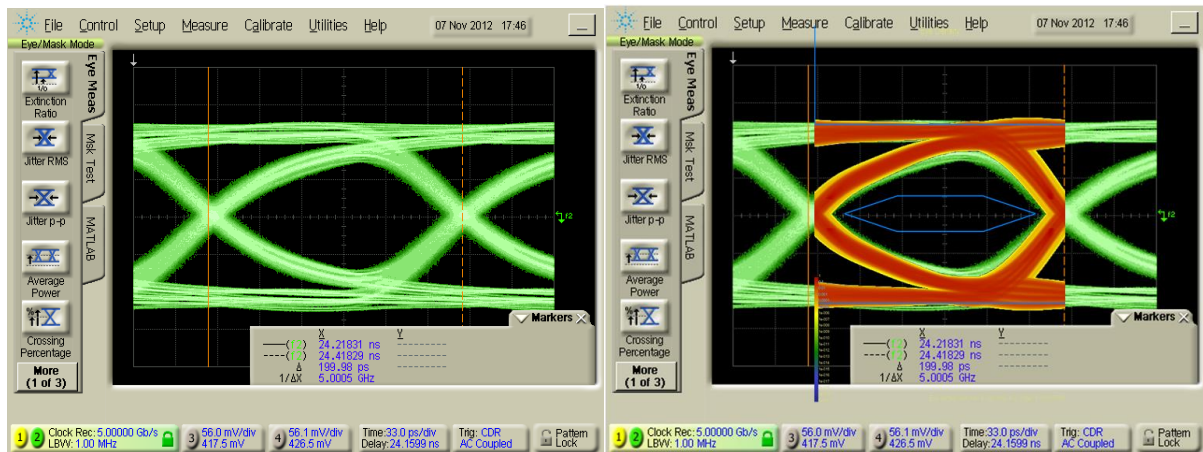 File Control Setup Measure Calibrate Utilities Help 07 Nov 2012 17:46
Eye/Mask Mode
Eye Meas
Msk Test
MATLAB
Extinction
Ratio
Jitter RMS
Jitter p-p
Average
Power
Crossing
Percentage
More
(1 of 3)
Markers
X Y
24.21831 ns
24.41829 ns
Δ 199.98 ps
1/ΔX 5.0005 GHz
1 2 Clock Rec: 5.00000 Gb/s
LBW: 1.00 MHz
3 56.0 mV/div
417.5 mV
4 56.1 mV/div
426.5 mV
Time:33.0 ps/div
Delay:24.1599 ns
Trig: CDR
AC Coupled
Pattern
Lock
File Control Setup Measure Calibrate Utilities Help 07 Nov 2012 17:46
Eye/Mask Mode
Eye Meas
Msk Test
MATLAB
Extinction
Ratio
Jitter RMS
Jitter p-p
Average
Power
Crossing
Percentage
More
(1 of 3)
Markers
X Y
24.21831 ns
24.41829 ns
Δ 199.98 ps
1/ΔX 5.0005 GHz
1 2 Clock Rec: 5.00000 Gb/s
LBW: 1.00 MHz
3 56.0 mV/div
417.5 mV
4 56.1 mV/div
426.5 mV
Time:33.0 ps/div
Delay:24.1599 ns
Trig: CDR
AC Coupled
Pattern
Lock